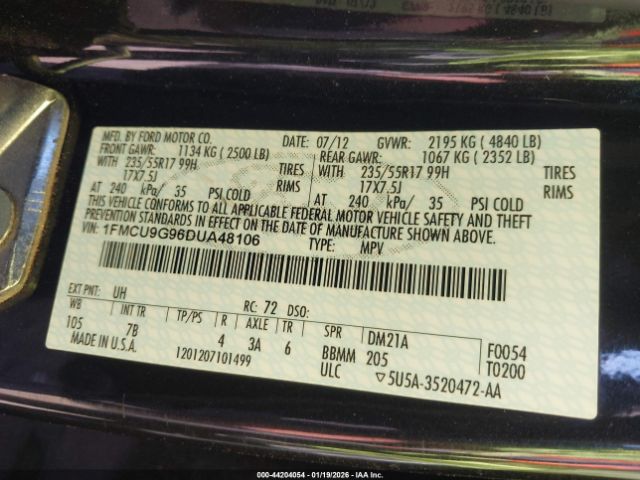 MFD. BY FORD MOTOR CO. DATE: 07/12 GVWR: 2195 KG ( 4840 LB)
FRONT GAWR: 1134 KG ( 2500 LB) REAR GAWR: 1067 KG ( 2352 LB)
WITH 235/55R17 99H TIRES WITH 235/55R17 99H TIRES
17X7.5J RIMS 17X7.5J RIMS
AT 240 kPa/ 35 PSI COLD AT 240 kPa/ 35 PSI COLD
THIS VEHICLE CONFORMS TO ALL APPLICABLE FEDERAL MOTOR VEHICLE SAFETY AND THEFT
PREVENTION STANDARDS IN EFFECT ON THE DATE OF MANUFACTURE SHOWN ABOVE.
VIN: 1FMCU9G96DUA48106 TYPE: MPV
EXT PNT: UH RC: 72 DSO:
WB INT TR TP/PS R AXLE TR SPR DM21A F0054
105 7B 4 3A 6 BBMM 205 T0200
MADE IN U.S.A. 1201207101499 ULC ▽5U5A-3520472-AA
000-44204054 - 01/19/2026 - IAAI.COM